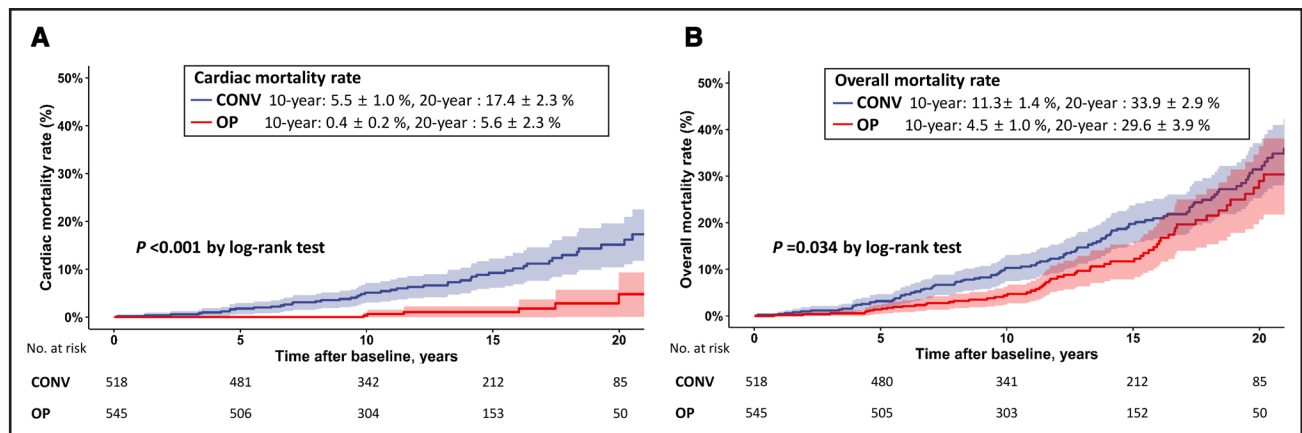 A
Cardiac mortality rate
CONV 10-year: 5.5 ± 1.0 %, 20-year : 17.4 ± 2.3 %
OP 10-year: 0.4 ± 0.2 %, 20-year : 5.6 ± 2.3 %
Cardiac mortality rate (%)
50%
40%
30%
20%
10%
0%
P <0.001 by log-rank test
0 5 10 15 20
Time after baseline, years
No. at risk
CONV 518 481 342 212 85
OP 545 506 304 153 50
B
Overall mortality rate
CONV 10-year: 11.3± 1.4 %, 20-year : 33.9 ± 2.9 %
OP 10-year: 4.5 ± 1.0 %, 20-year : 29.6 ± 3.9 %
Overall mortality rate (%)
50%
40%
30%
20%
10%
0%
P =0.034 by log-rank test
0 5 10 15 20
Time after baseline, years
No. at risk
CONV 518 480 341 212 85
OP 545 505 303 152 50